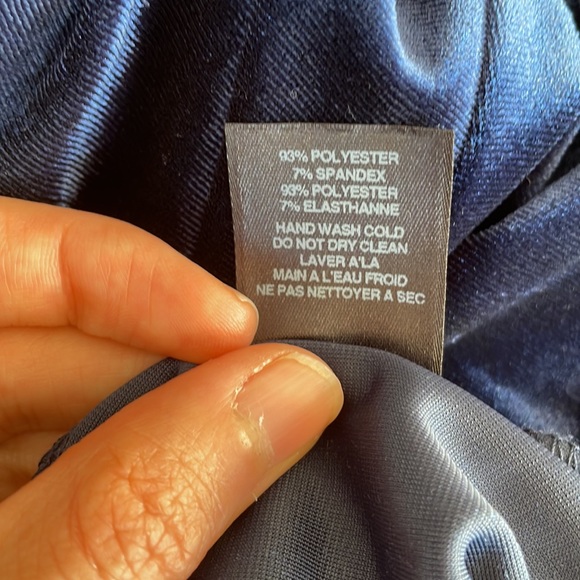 93% POLYESTER
7% SPANDEX
93% POLYESTER
7% ELASTHANNE
HAND WASH COLD
DO NOT DRY CLEAN
LAVER A'LA
MAIN A L'EAU FROID
NE PAS NETTOYER A SEC